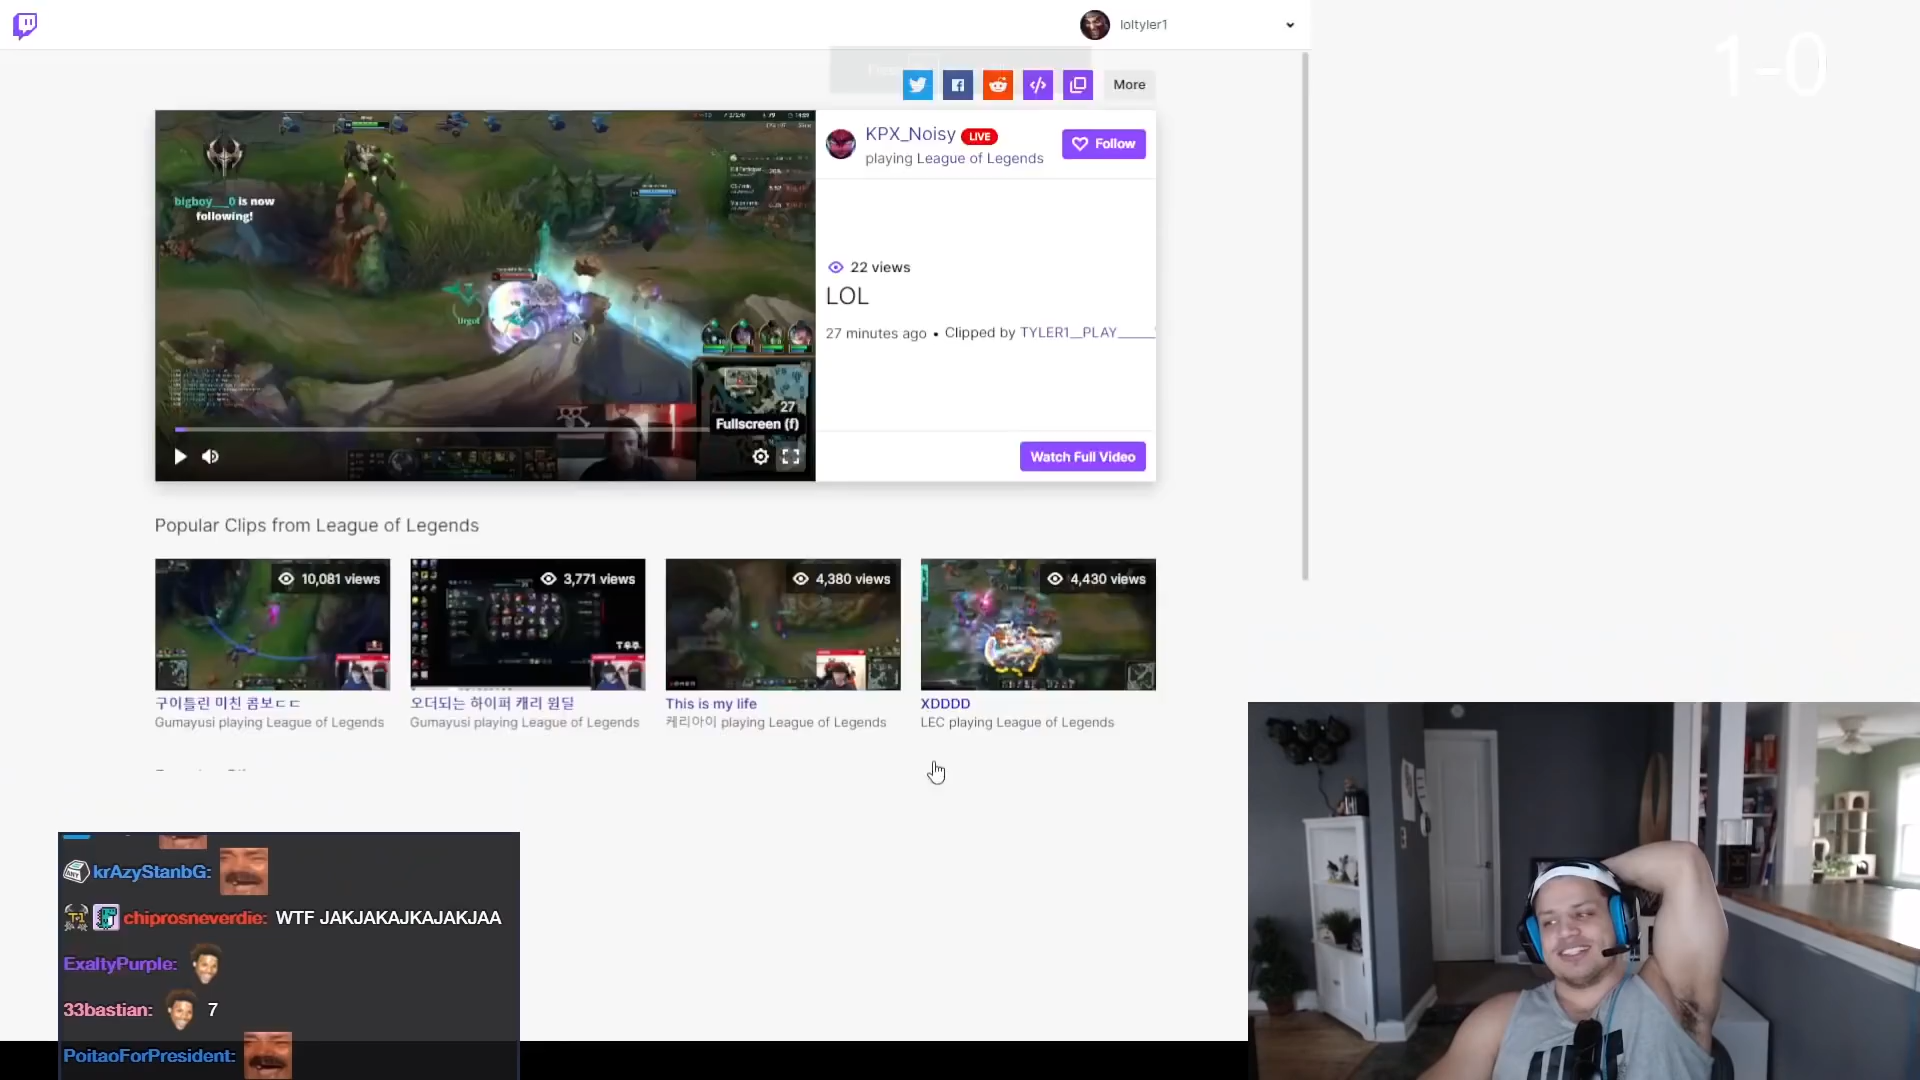 loltyler1
1-0
More
KPX_Noisy LIVE
playing League of Legends
Follow
bigboy___0 is now
following!
Urgot
22 views
LOL
27 minutes ago • Clipped by TYLER1__PLAY_____
27
Fullscreen (f)
Watch Full Video
Popular Clips from League of Legends
10,081 views
3,771 views
4,380 views
4,430 views
구이틀린 미친 콤보ㄷㄷ
오더되는 하이퍼 캐리 원딜
This is my life
XDDDD
Gumayusi playing League of Legends
Gumayusi playing League of Legends
케리아이 playing League of Legends
LEC playing League of Legends
krAzyStanbG:
chiprosneverdie: WTF JAKJAKAJKAJAKJAA
ExaltyPurple:
33bastian: 7
PoitaoForPresident: